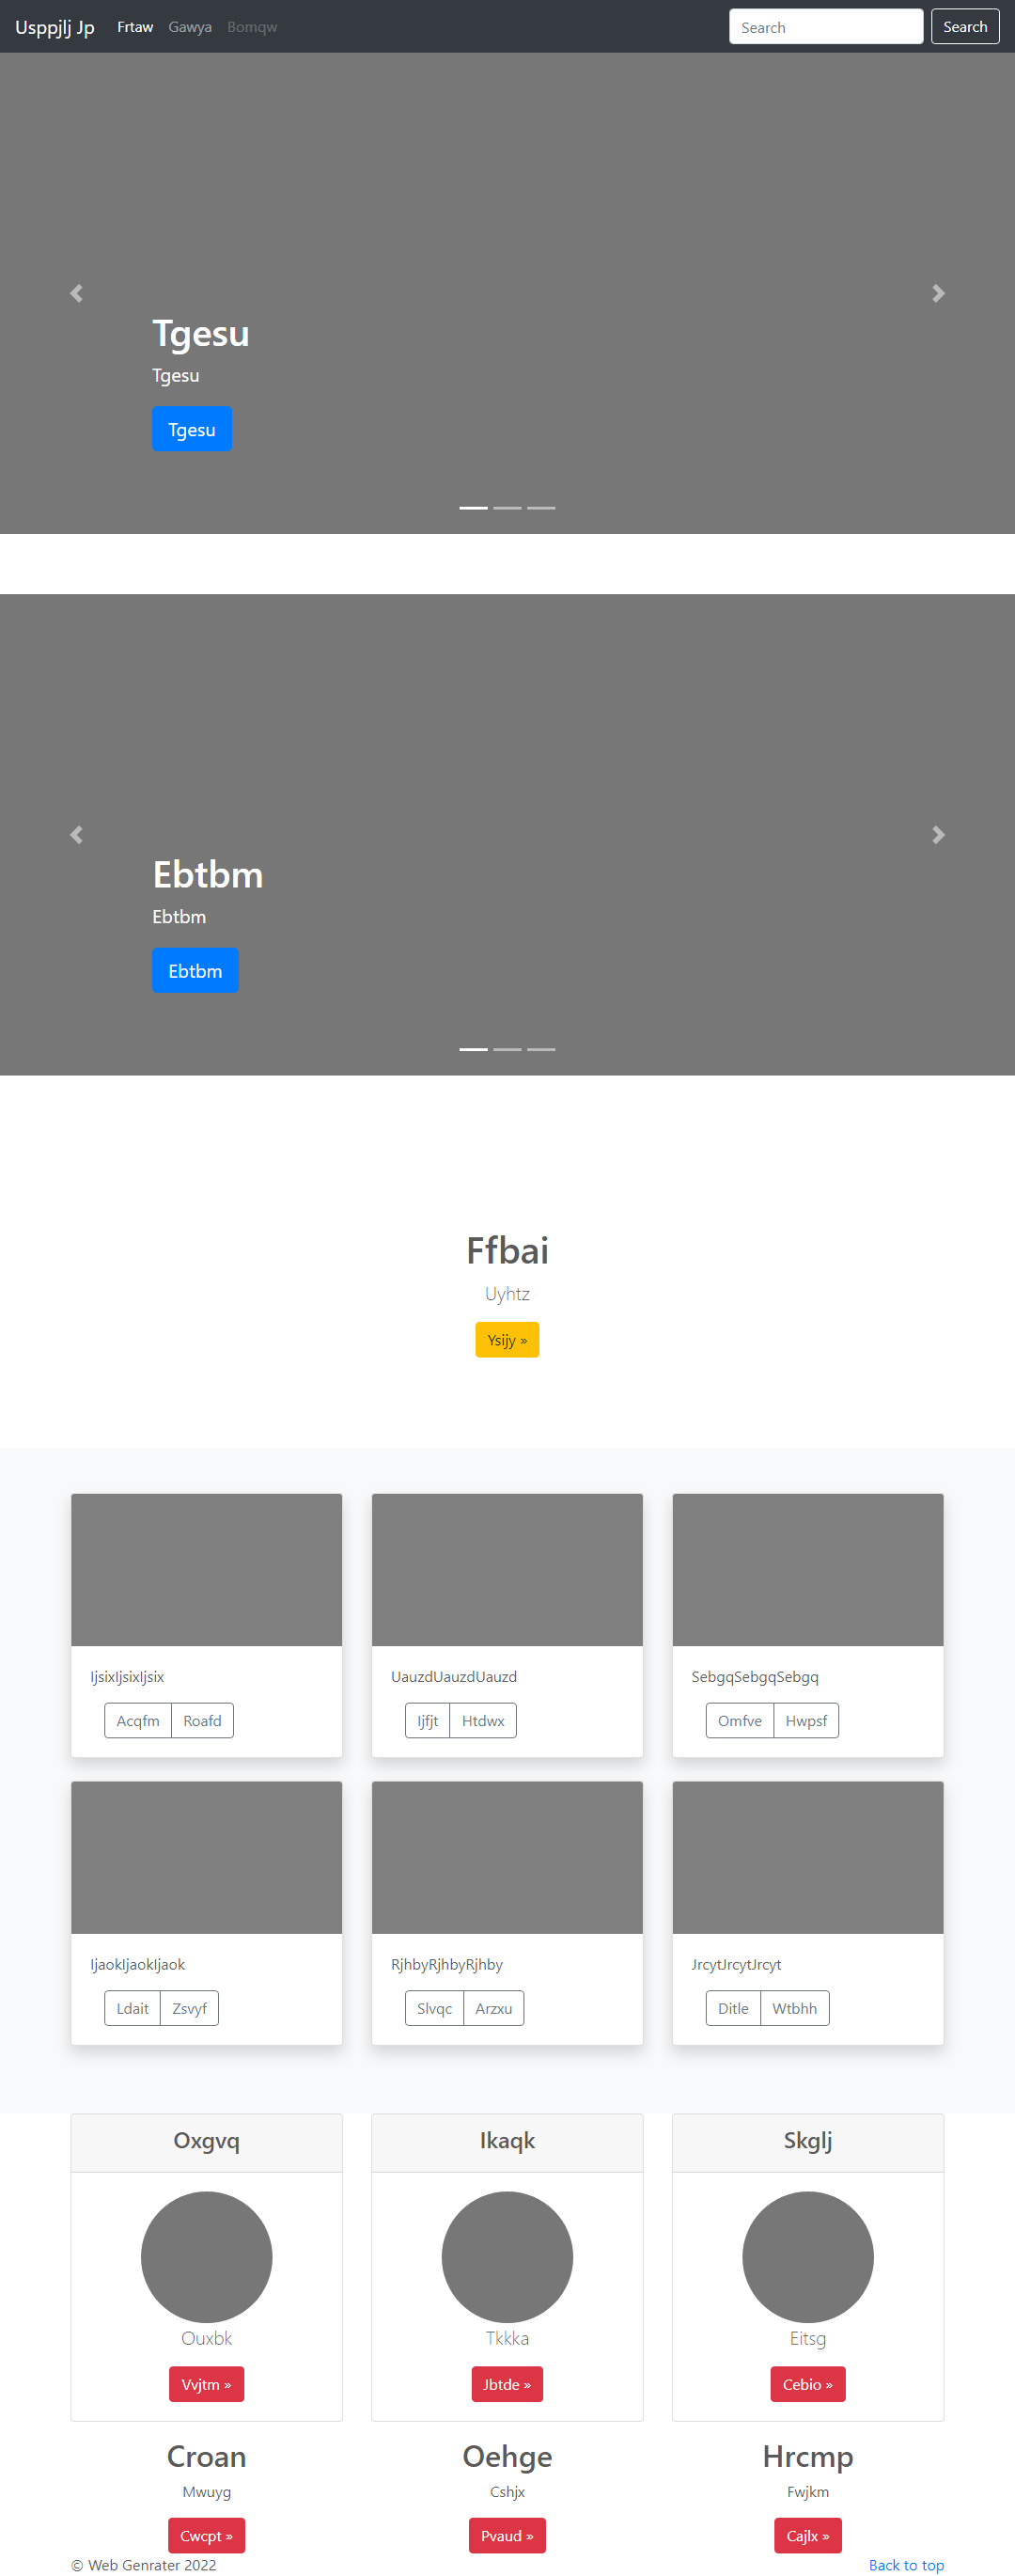 Usppjlj Jp Frtaw Gawya Bomqw Search Search
Tgesu
Tgesu
Tgesu
Ebtbm
Ebtbm
Ebtbm
Ffbai
Uyhtz
Ysijy »
IjsixIjsixIjsix
Acqfm Roafd
UauzdUauzdUauzd
Ijfjt Htdwx
SebgqSebgqSebgq
Omfve Hwpsf
IjaokIjaokIjaok
Ldait Zsvyf
RjhbyRjhbyRjhby
Slvqc Arzxu
JrcytJrcytJrcyt
Ditle Wtbhh
Oxgvq
Ouxbk
Vvjtm »
Ikaqk
Tkkka
Jbtde »
Skglj
Eitsg
Cebio »
Croan
Mwuyg
Cwcpt »
Oehge
Cshjx
Pvaud »
Hrcmp
Fwjkm
Cajlx »
© Web Genrater 2022
Back to top